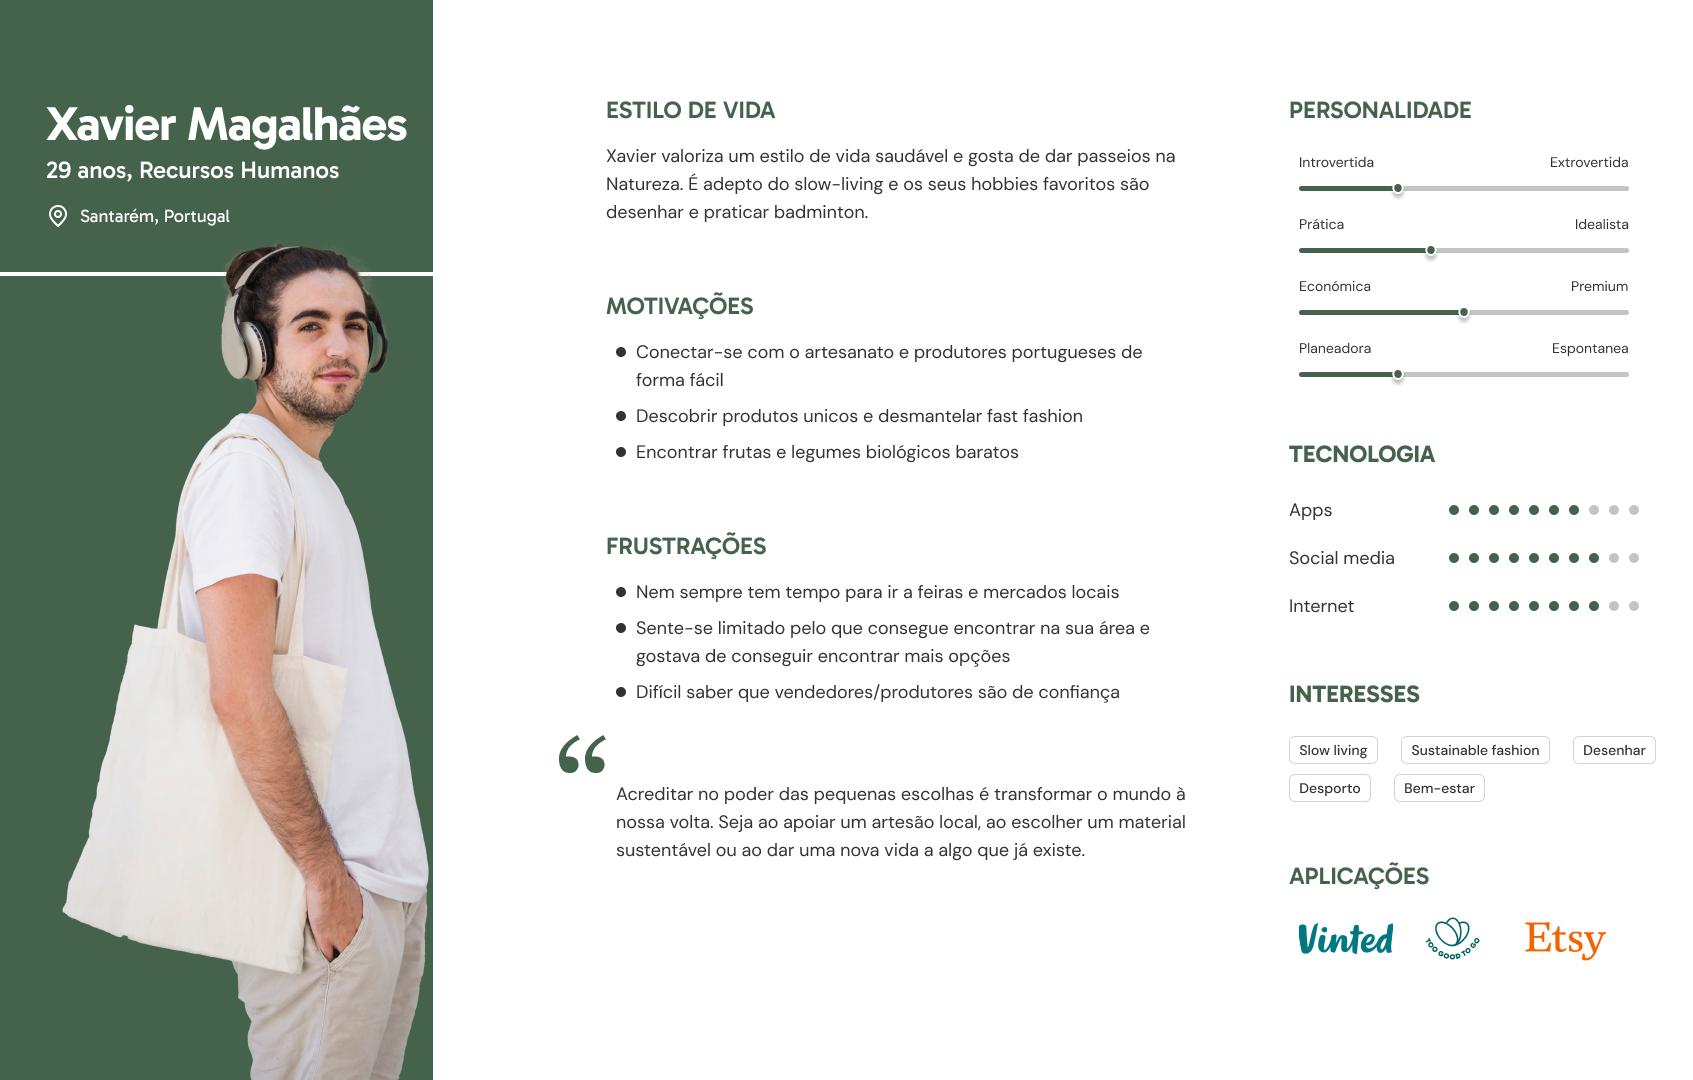 Xavier Magalhães
29 anos, Recursos Humanos
Santarém, Portugal
ESTILO DE VIDA
Xavier valoriza um estilo de vida saudável e gosta de dar passeios na
Natureza. É adepto do slow-living e os seus hobbies favoritos são
desenhar e praticar badminton.
MOTIVAÇÕES
Conectar-se com o artesanato e produtores portugueses de
forma fácil
Descobrir produtos unicos e desmantelar fast fashion
Encontrar frutas e legumes biológicos baratos
FRUSTRAÇÕES
Nem sempre tem tempo para ir a feiras e mercados locais
Sente-se limitado pelo que consegue encontrar na sua área e
gostava de conseguir encontrar mais opções
Difícil saber que vendedores/produtores são de confiança
“
Acreditar no poder das pequenas escolhas é transformar o mundo à
nossa volta. Seja ao apoiar um artesão local, ao escolher um material
sustentável ou ao dar uma nova vida a algo que já existe.
PERSONALIDADE
Introvertida Extrovertida
Prática Idealista
Económica Premium
Planeadora Espontanea
TECNOLOGIA
Apps
Social media
Internet
INTERESSES
Slow living Sustainable fashion Desenhar
Desporto Bem-estar
APLICAÇÕES
Vinted TOO GOOD TO GO Etsy